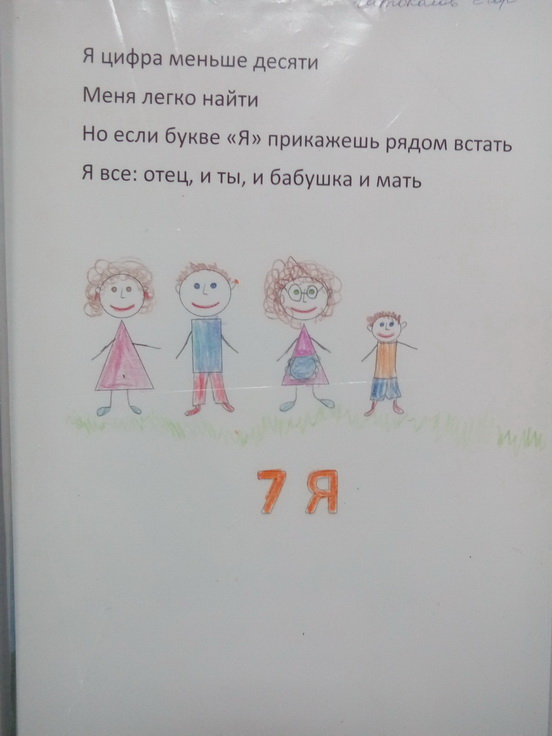 Я цифра меньше десяти
Меня легко найти
Но если букве «Я» прикажешь рядом встать
Я все: отец, и ты, и бабушка и мать
7 Я